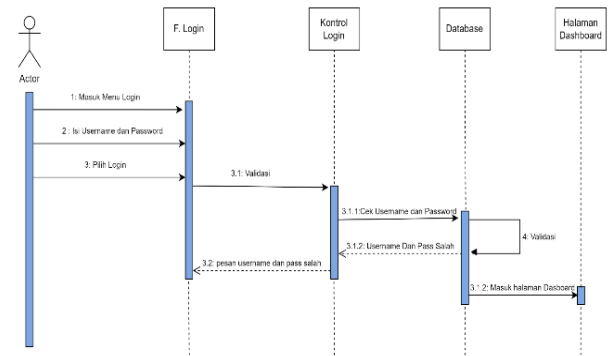 F. Login
Kontrol
Login
Database
Halaman
Dashboard
Actor
1: Masuk Menu Login
2 : Isi Username dan Password
3: Pilih Login
3.1: Validasi
3.1.1:Cek Username dan Password
4: Validasi
3.1.2: Username Dan Pass Salah
3.2: pesan username dan pass salah
3.1.2: Masuk halaman Dasboard